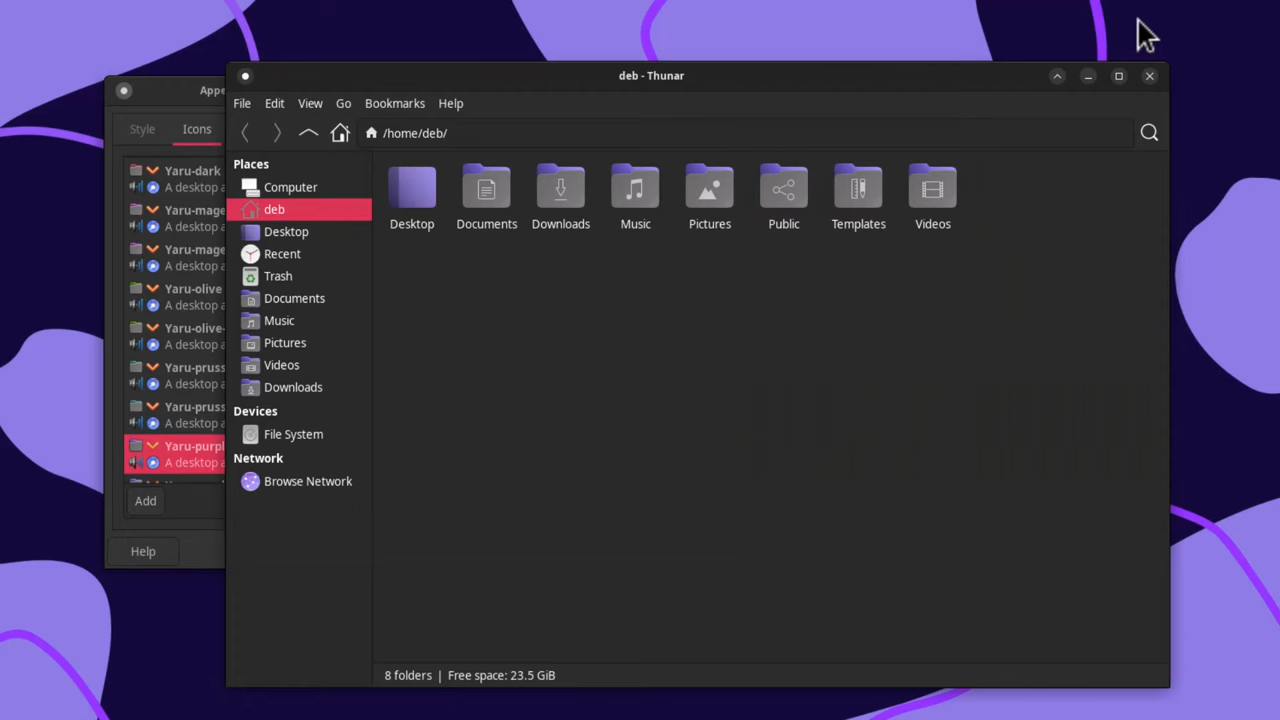 Appe
Style
Icons
Yaru-dark
A desktop a
Yaru-mage
A desktop a
Yaru-mage
A desktop a
Yaru-olive
A desktop a
Yaru-olive-
A desktop a
Yaru-pruss
A desktop a
Yaru-pruss
A desktop a
Yaru-purpl
A desktop a
Add
Help
deb - Thunar
File Edit View Go Bookmarks Help
/home/deb/
Places
Computer
deb
Desktop
Recent
Trash
Documents
Music
Pictures
Videos
Downloads
Devices
File System
Network
Browse Network
Desktop Documents Downloads Music Pictures Public Templates Videos
8 folders | Free space: 23.5 GiB